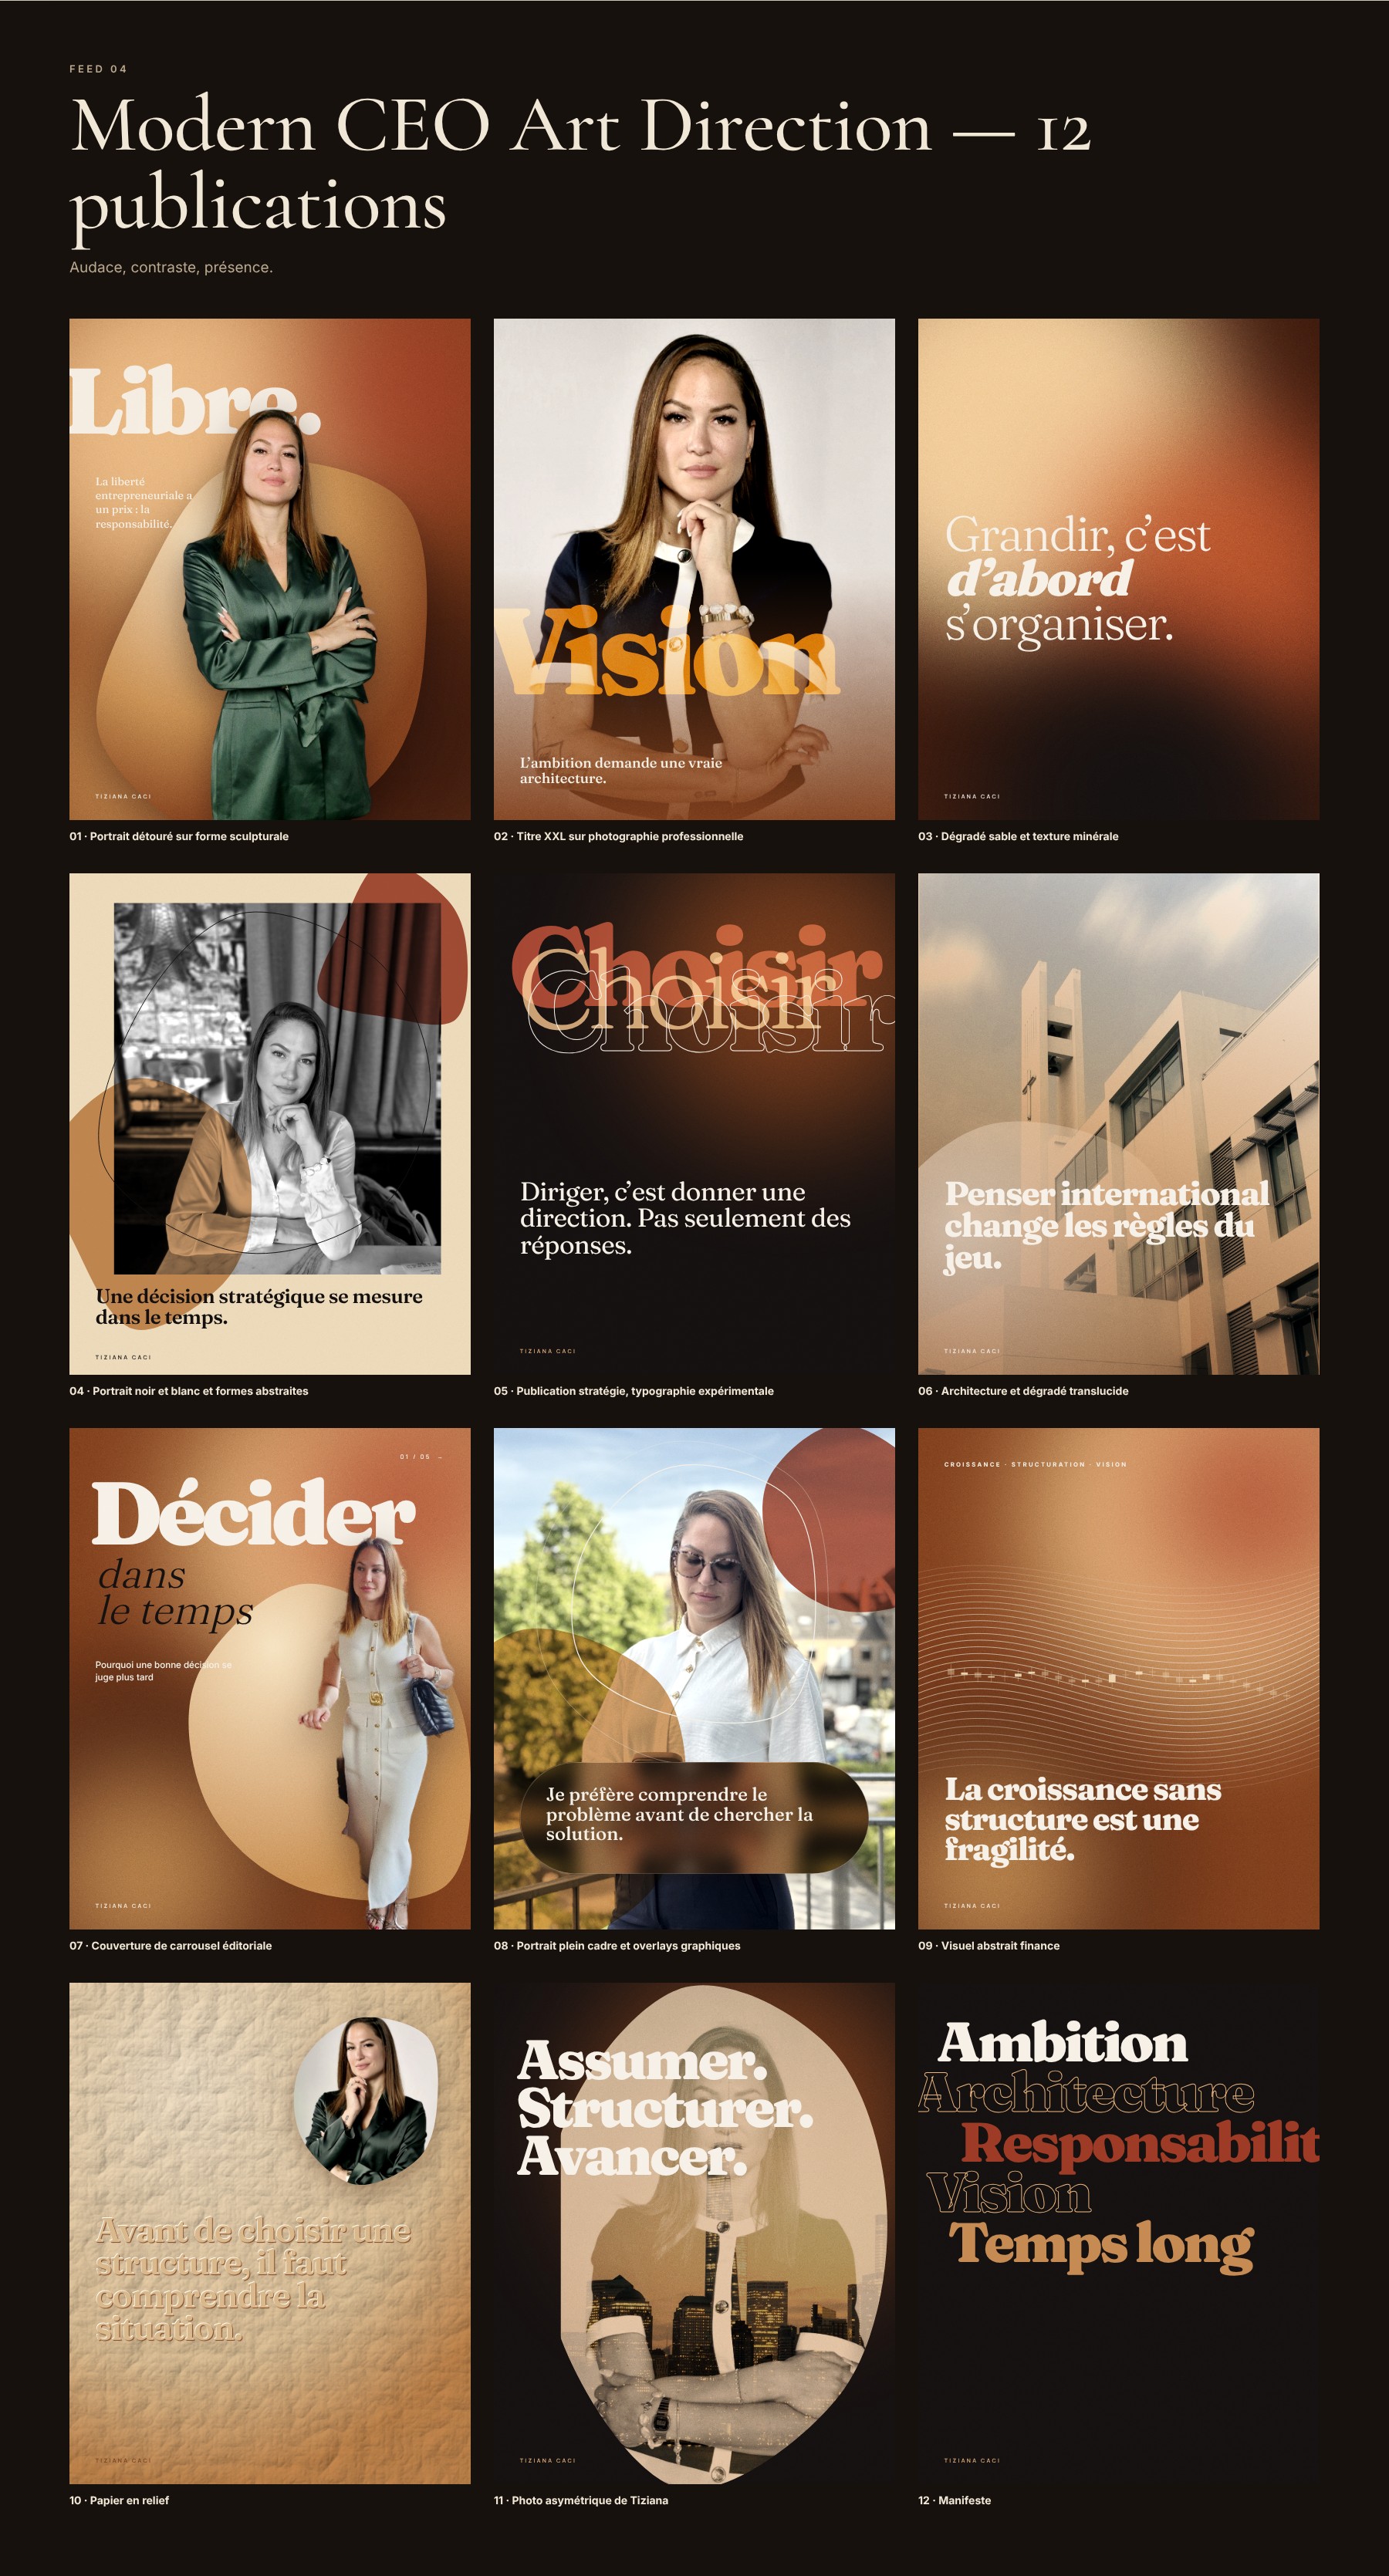 FEED 04
Modern CEO Art Direction — 12
publications
Audace, contraste, présence.
Libre.
La liberté
entrepreneuriale a
un prix : la
responsabilité.
TIZIANA CACI
01 · Portrait détouré sur forme sculpturale
Vision
L’ambition demande une vraie
architecture.
02 · Titre XXL sur photographie professionnelle
Grandir, c’est
d’abord
s’organiser.
TIZIANA CACI
03 · Dégradé sable et texture minérale
Une décision stratégique se mesure
dans le temps.
TIZIANA CACI
04 · Portrait noir et blanc et formes abstraites
Choisir
Choisir
Choisir
Diriger, c’est donner une
direction. Pas seulement des
réponses.
TIZIANA CACI
05 · Publication stratégie, typographie expérimentale
Penser international
change les règles du
jeu.
TIZIANA CACI
06 · Architecture et dégradé translucide
01 / 05 →
Décider
dans
le temps
Pourquoi une bonne décision se
juge plus tard
TIZIANA CACI
07 · Couverture de carrousel éditoriale
Je préfère comprendre le
problème avant de chercher la
solution.
08 · Portrait plein cadre et overlays graphiques
CROISSANCE · STRUCTURATION · VISION
La croissance sans
structure est une
fragilité.
TIZIANA CACI
09 · Visuel abstrait finance
Avant de choisir une
structure, il faut
comprendre la
situation.
TIZIANA CACI
10 · Papier en relief
Assumer.
Structurer.
Avancer.
TIZIANA CACI
11 · Photo asymétrique de Tiziana
Ambition
Architecture
Responsabilit
Vision
Temps long
TIZIANA CACI
12 · Manifeste